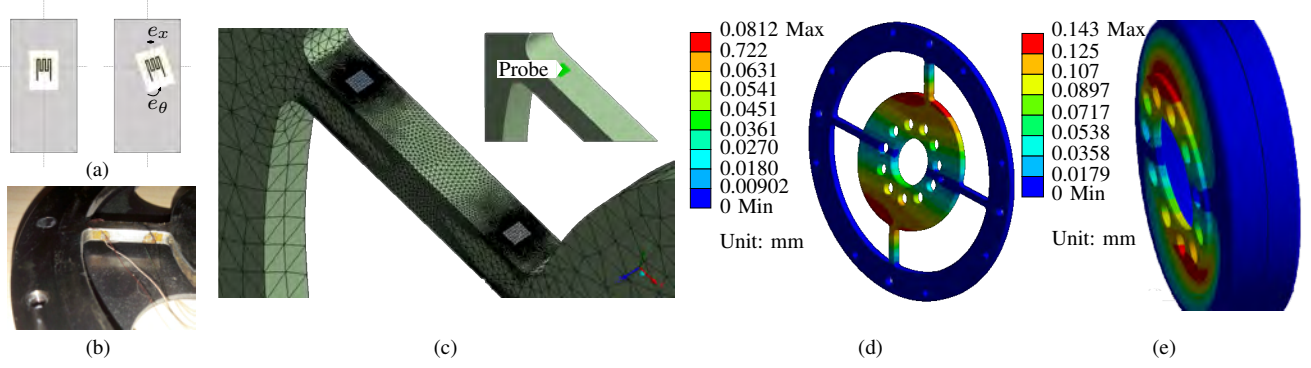 e_x
e_θ
(a)
(b)
Probe
(c)
0.0812 Max
0.722
0.0631
0.0541
0.0451
0.0361
0.0270
0.0180
0.00902
0 Min
Unit: mm
(d)
0.143 Max
0.125
0.107
0.0897
0.0717
0.0538
0.0358
0.0179
0 Min
Unit: mm
(e)